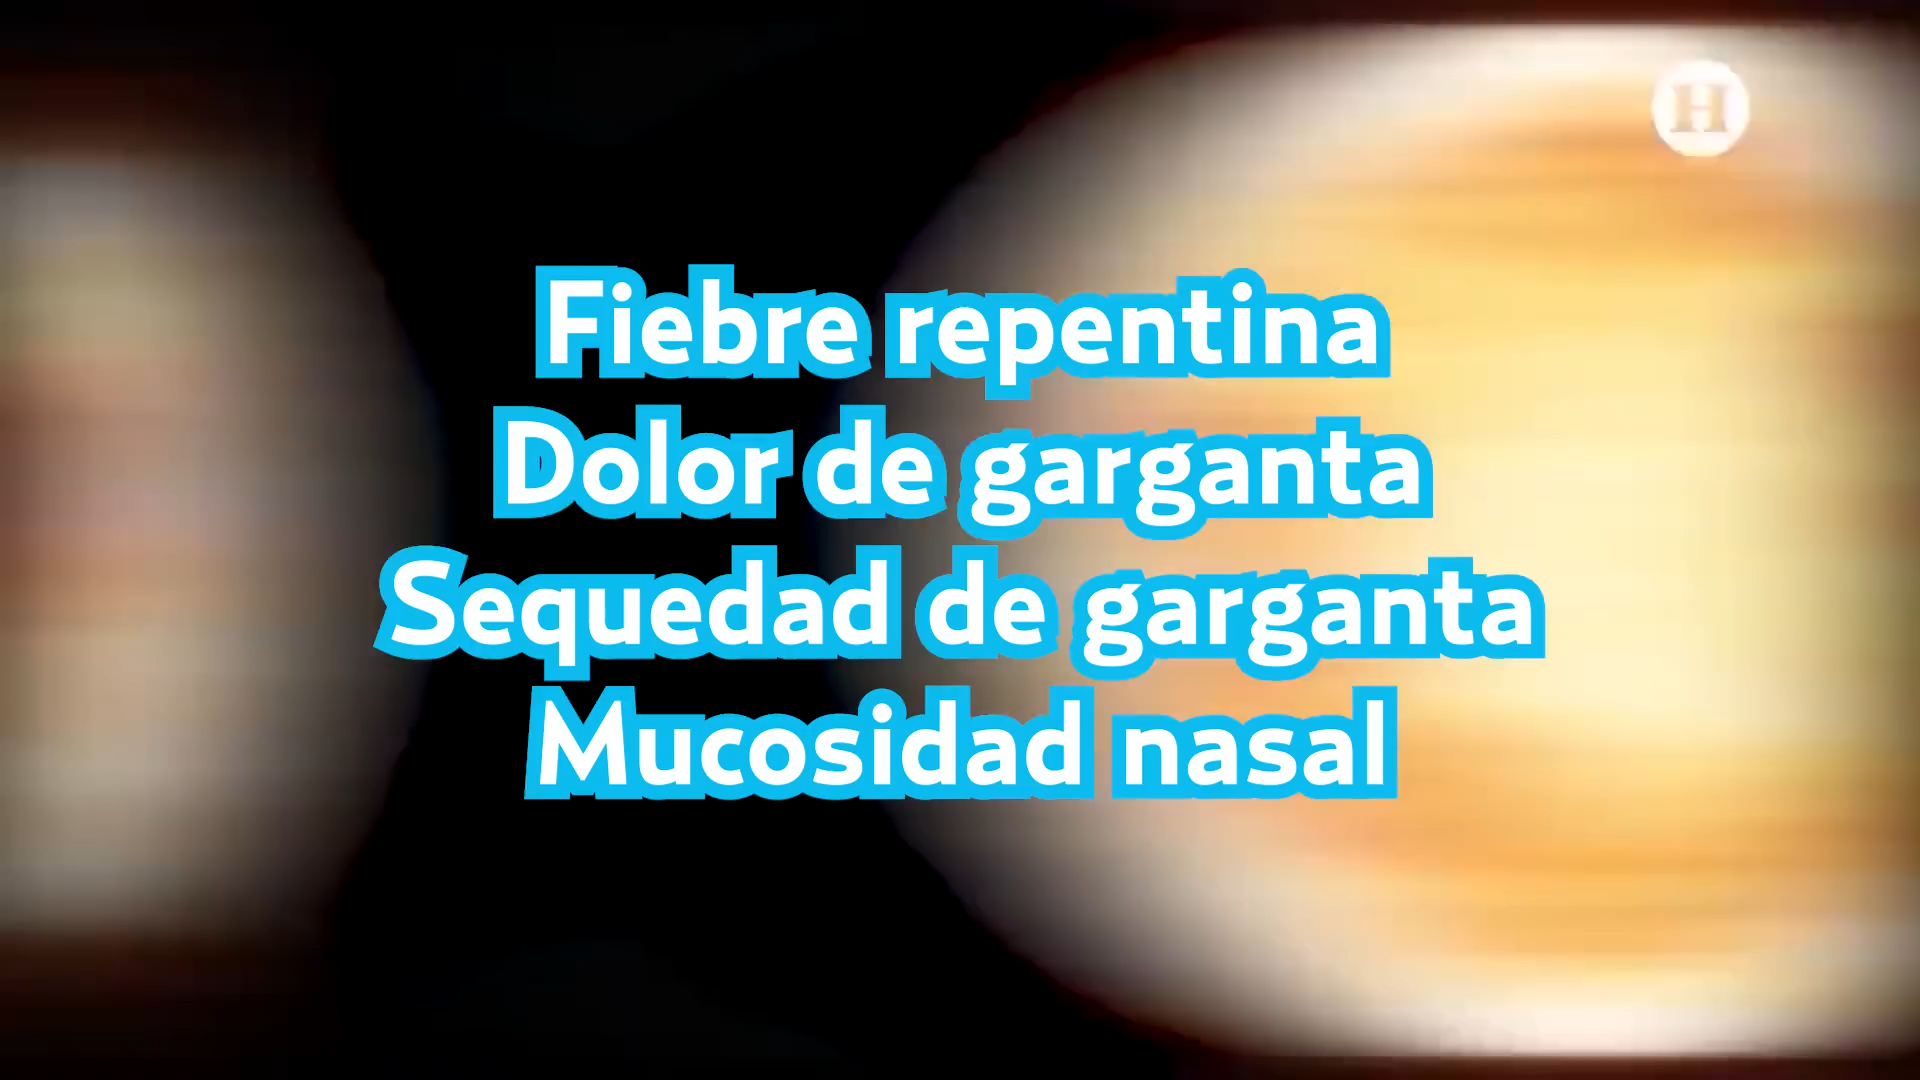 H
Fiebre repentina
Dolor de garganta
Sequedad de garganta
Mucosidad nasal